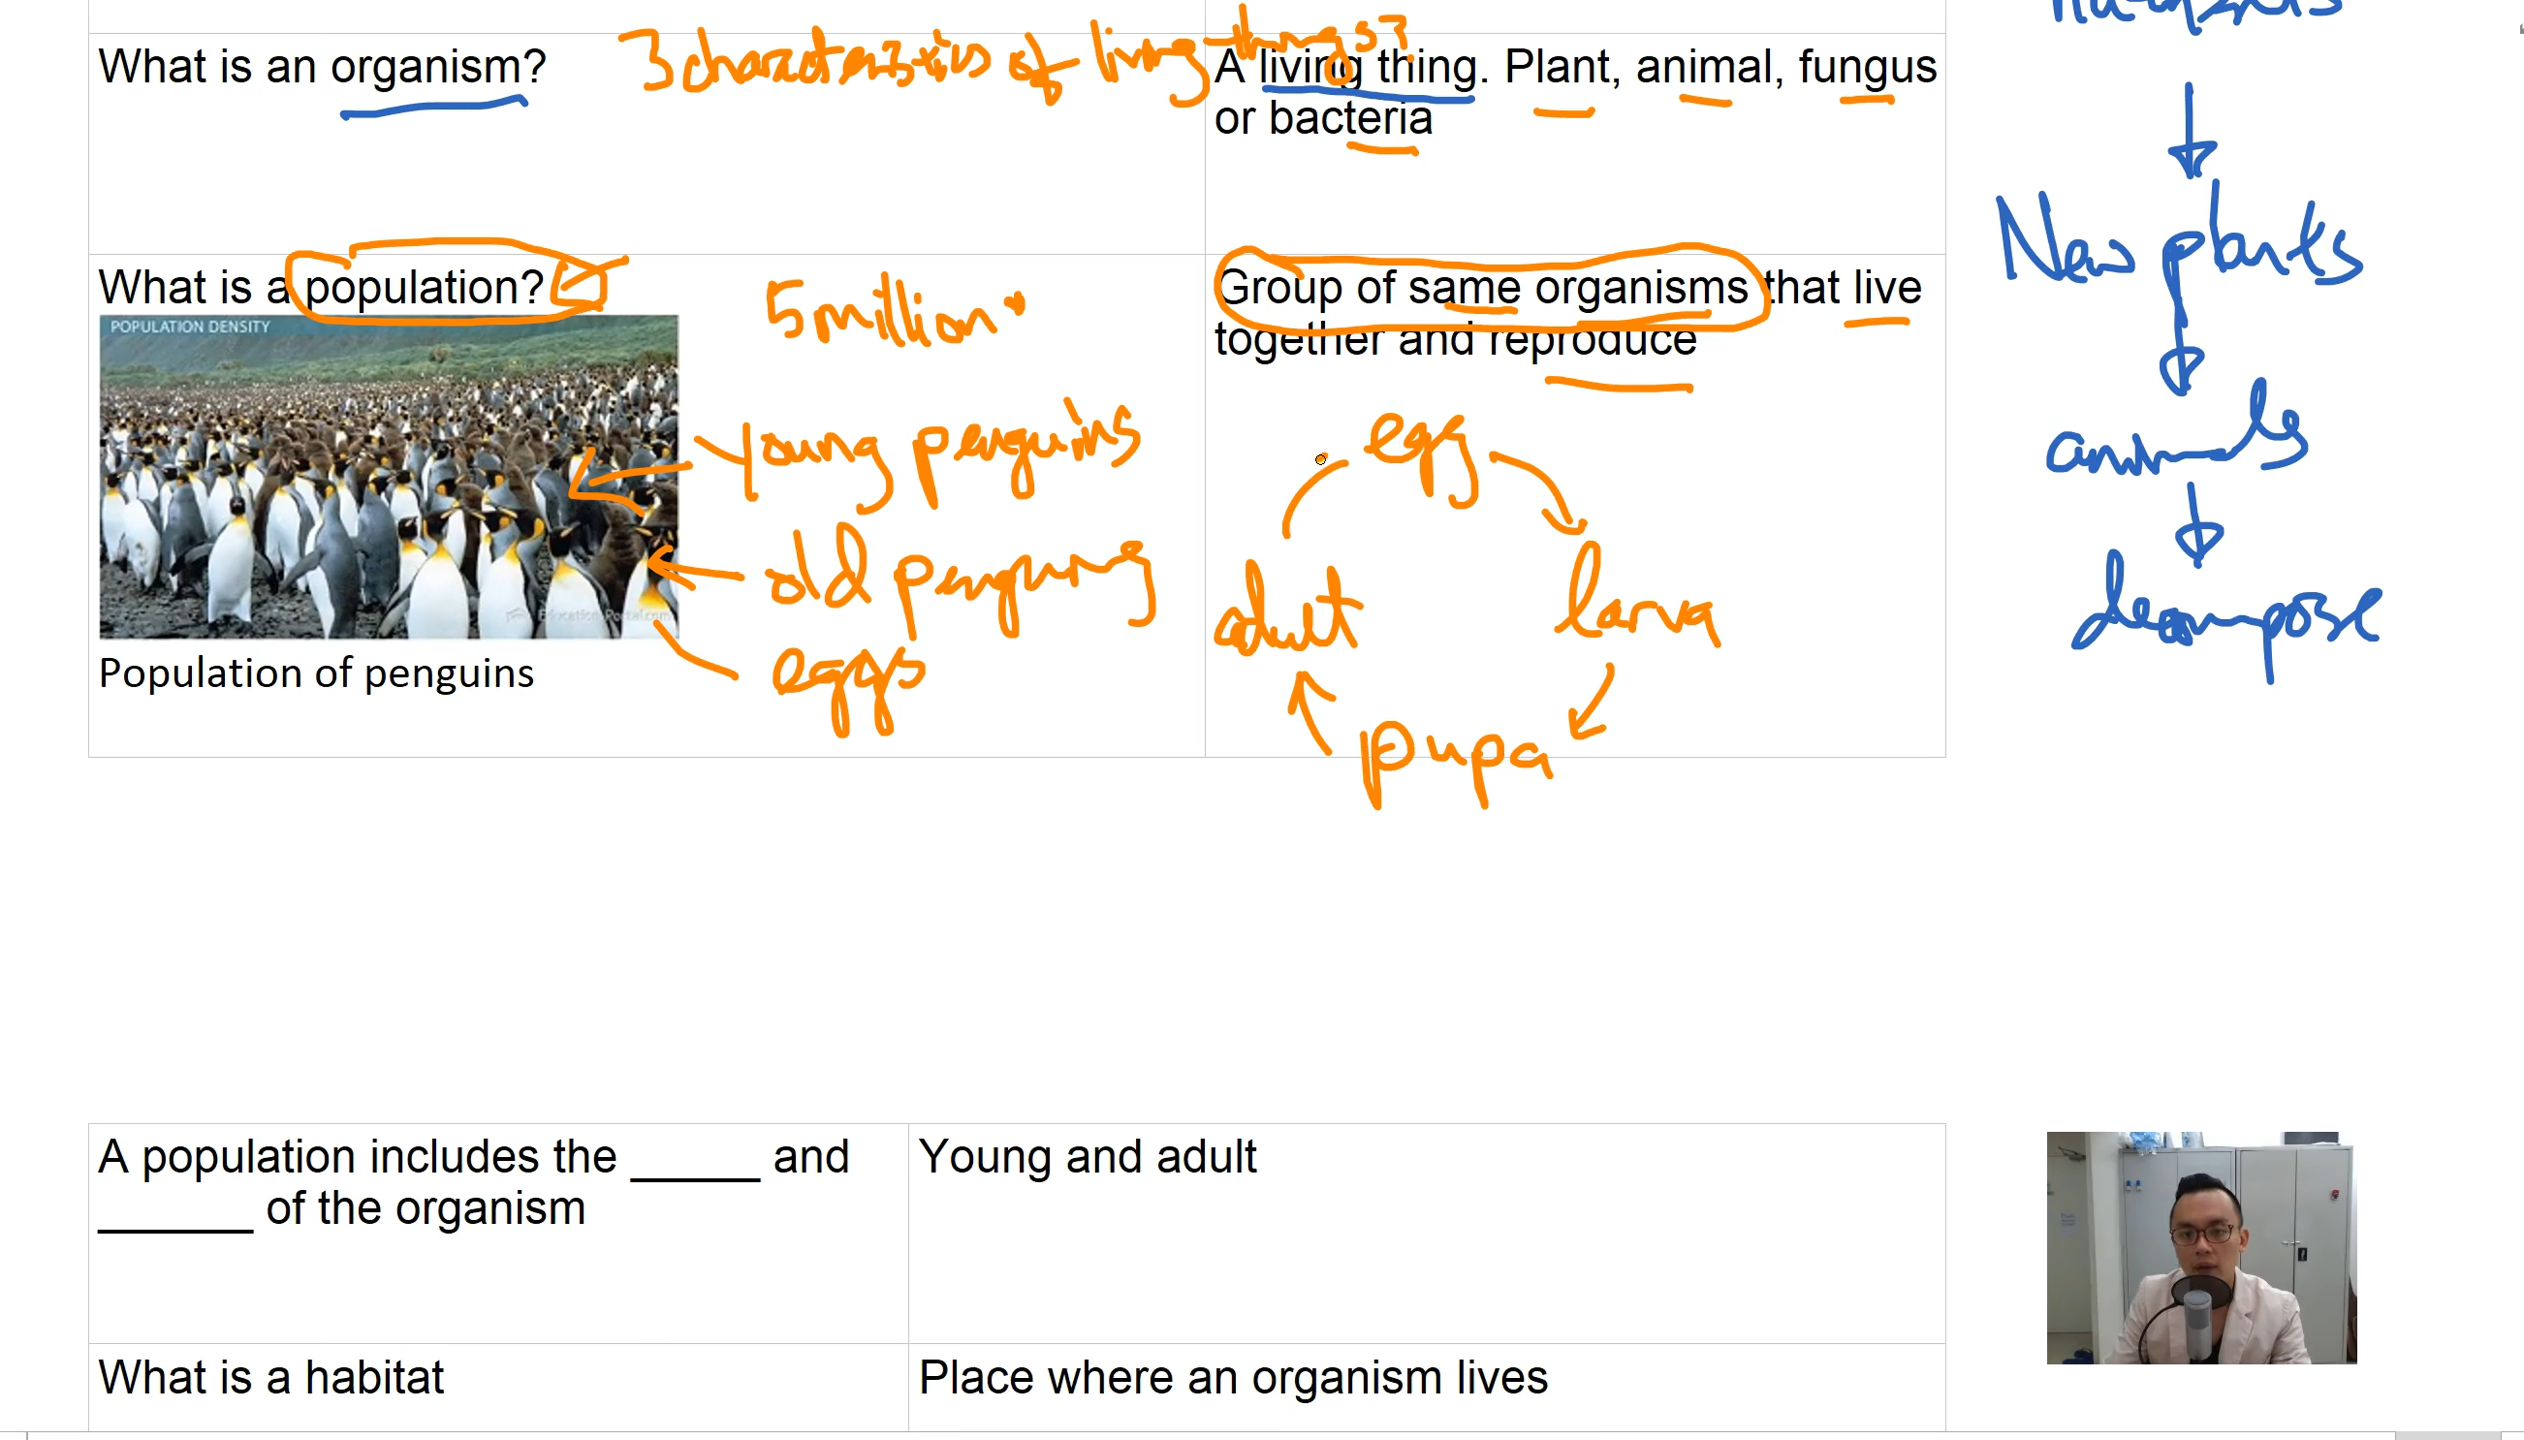 What is an organism?
3 characteristics of living things?
A living thing. Plant, animal, fungus
or bacteria
What is a population?
POPULATION DENSITY
Population of penguins
5 million
young penguins
old penguins
eggs
Group of same organisms that live
together and reproduce
egg
larva
pupa
adult
New plants
animals
decompose
A population includes the _____ and
______ of the organism
Young and adult
What is a habitat
Place where an organism lives